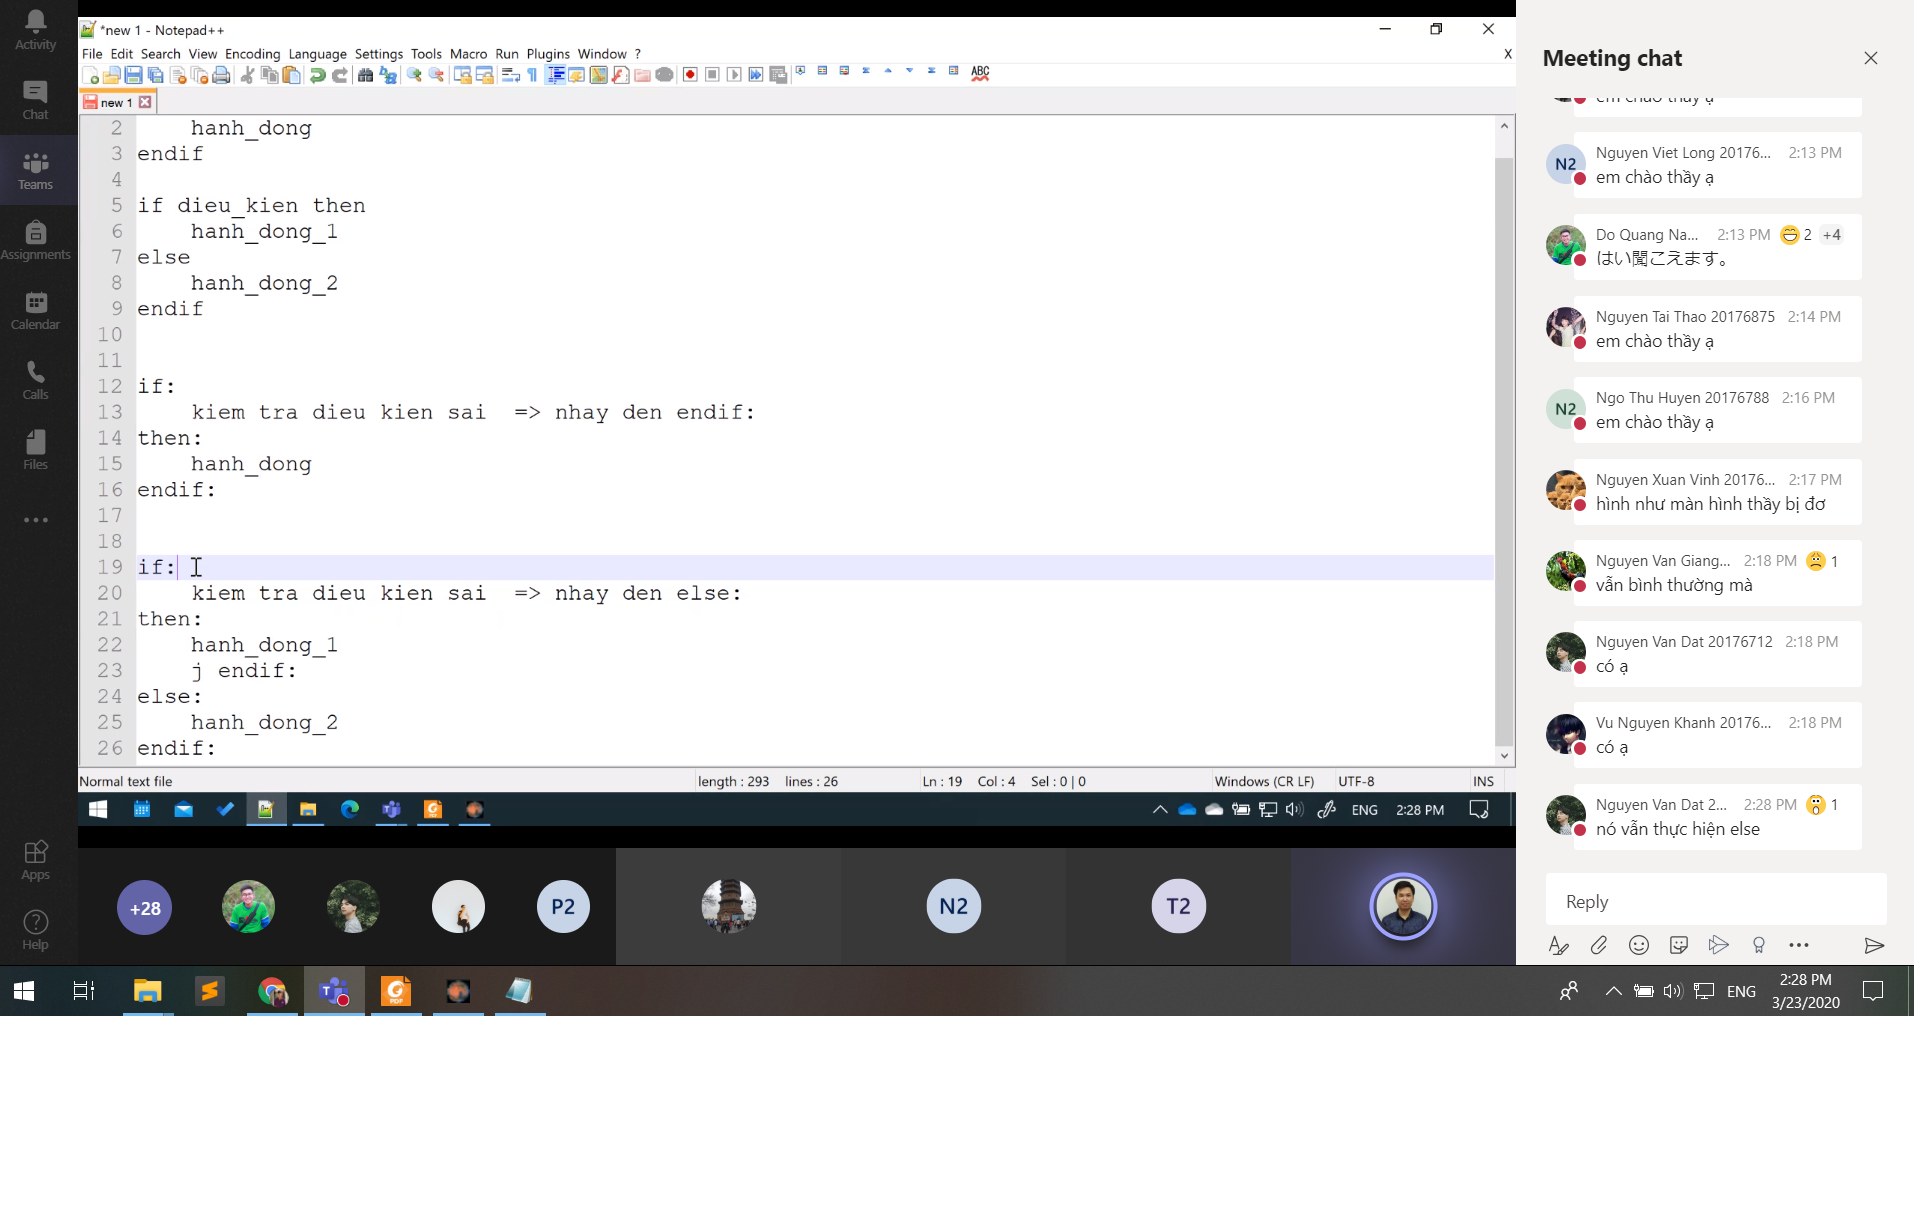 Activity
Chat
Teams
Assignments
Calendar
Calls
Files
Apps
Help
*new 1 - Notepad++
File Edit Search View Encoding Language Settings Tools Macro Run Plugins Window ?
X
ABC
new 1
2 hanh_dong
3 endif
4
5 if dieu_kien then
6 hanh_dong_1
7 else
8 hanh_dong_2
9 endif
10
11
12 if:
13 kiem tra dieu kien sai => nhay den endif:
14 then:
15 hanh_dong
16 endif:
17
18
19 if:
20 kiem tra dieu kien sai => nhay den else:
21 then:
22 hanh_dong_1
23 j endif:
24 else:
25 hanh_dong_2
26 endif:
Normal text file length : 293 lines : 26 Ln : 19 Col : 4 Sel : 0 | 0 Windows (CR LF) UTF-8 INS
ENG 2:28 PM
+28
P2
N2
T2
Meeting chat
em chào thầy ạ
N2
Nguyen Viet Long 20176... 2:13 PM
em chào thầy ạ
Do Quang Na... 2:13 PM 2 +4
はい聞こえます。
Nguyen Tai Thao 20176875 2:14 PM
em chào thầy ạ
N2
Ngo Thu Huyen 20176788 2:16 PM
em chào thầy ạ
Nguyen Xuan Vinh 20176... 2:17 PM
hình như màn hình thầy bị đơ
Nguyen Van Giang... 2:18 PM 1
vẫn bình thường mà
Nguyen Van Dat 20176712 2:18 PM
có ạ
Vu Nguyen Khanh 20176... 2:18 PM
có ạ
Nguyen Van Dat 2... 2:28 PM 1
nó vẫn thực hiện else
Reply
PDF
ENG
2:28 PM
3/23/2020